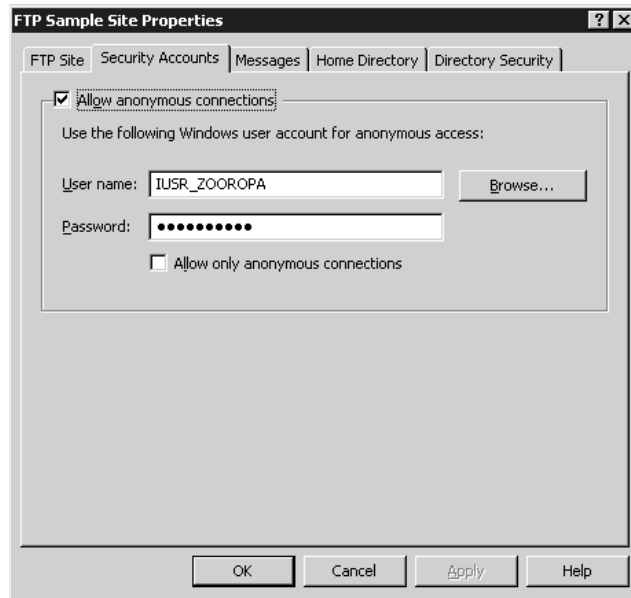 FTP Sample Site Properties
FTP Site Security Accounts Messages Home Directory Directory Security
Allow anonymous connections
Use the following Windows user account for anonymous access:
User name: IUSR_ZOOROPA Browse...
Password: ●●●●●●●●●●
Allow only anonymous connections
OK Cancel Apply Help